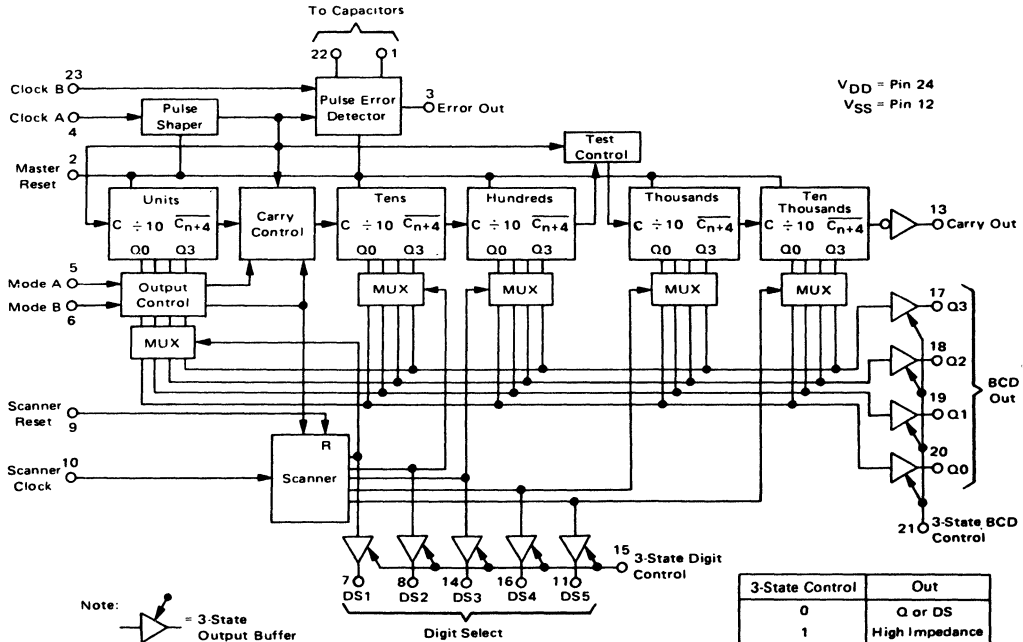 To Capacitors
22
1
23
Clock B
Clock A
4
Pulse
Shaper
Pulse Error
Detector
3
Error Out
VDD = Pin 24
VSS = Pin 12
2
Master
Reset
Test
Control
Units
C ÷10 Cn+4
Q0 Q3
Carry
Control
Tens
C ÷10 Cn+4
Q0 Q3
Hundreds
C ÷10 Cn+4
Q0 Q3
Thousands
C ÷10 Cn+4
Q0 Q3
Ten
Thousands
C ÷10 Cn+4
Q0 Q3
13
Carry Out
5
Mode A
Mode B
6
Output
Control
MUX
MUX
MUX
MUX
MUX
17
Q3
18
Q2
19
Q1
20
Q0
BCD
Out
Scanner
Reset
9
10
Scanner
Clock
R
Scanner
21
3-State BCD
Control
15
3-State Digit
Control
7
DS1
8
DS2
14
DS3
16
DS4
11
DS5
Digit Select
Note:
= 3-State
Output Buffer
3-State Control Out
0 Q or DS
1 High Impedance